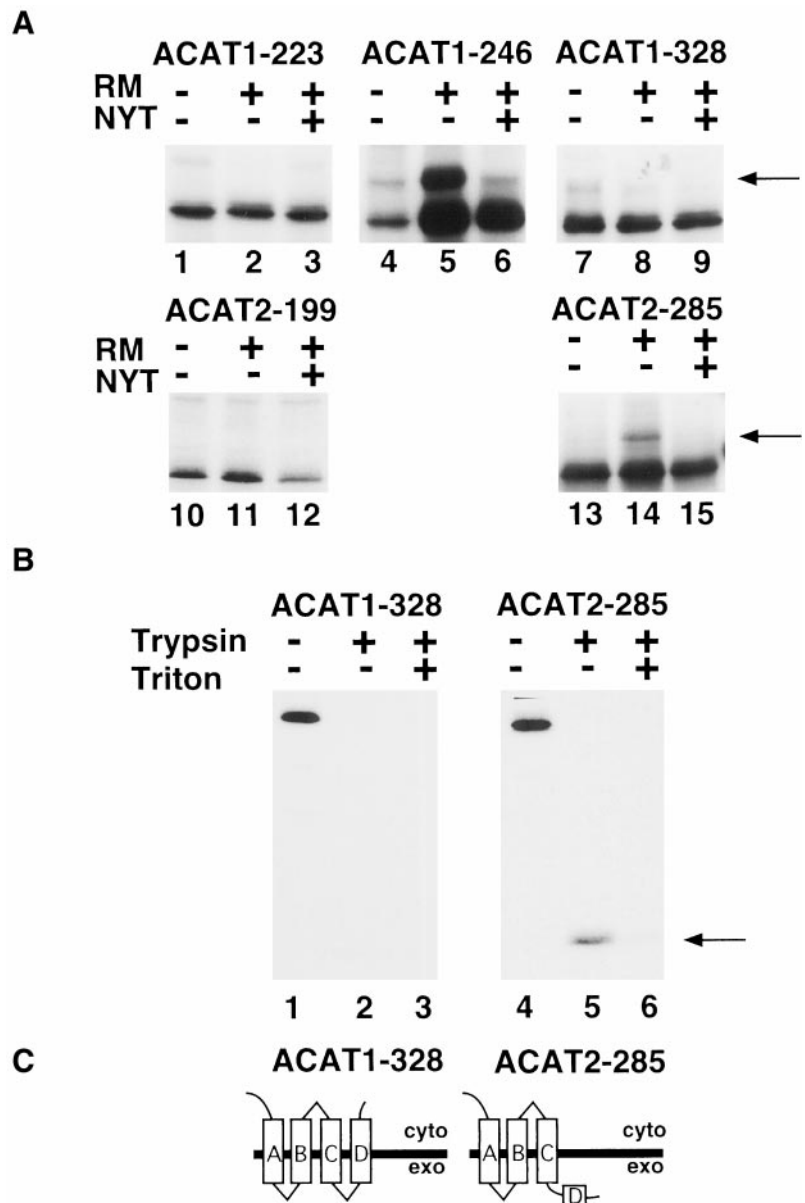 A
ACAT1-223 ACAT1-246 ACAT1-328
RM - + + - + + - + +
NYT - - + - - + - - +
1 2 3 4 5 6 7 8 9
ACAT2-199 ACAT2-285
RM - + + - + +
NYT - - + - - +
10 11 12 13 14 15
B
ACAT1-328 ACAT2-285
Trypsin - + + - + +
Triton - - + - - +
1 2 3 4 5 6
C
ACAT1-328 ACAT2-285
A B C D cyto exo
A B C D cyto exo